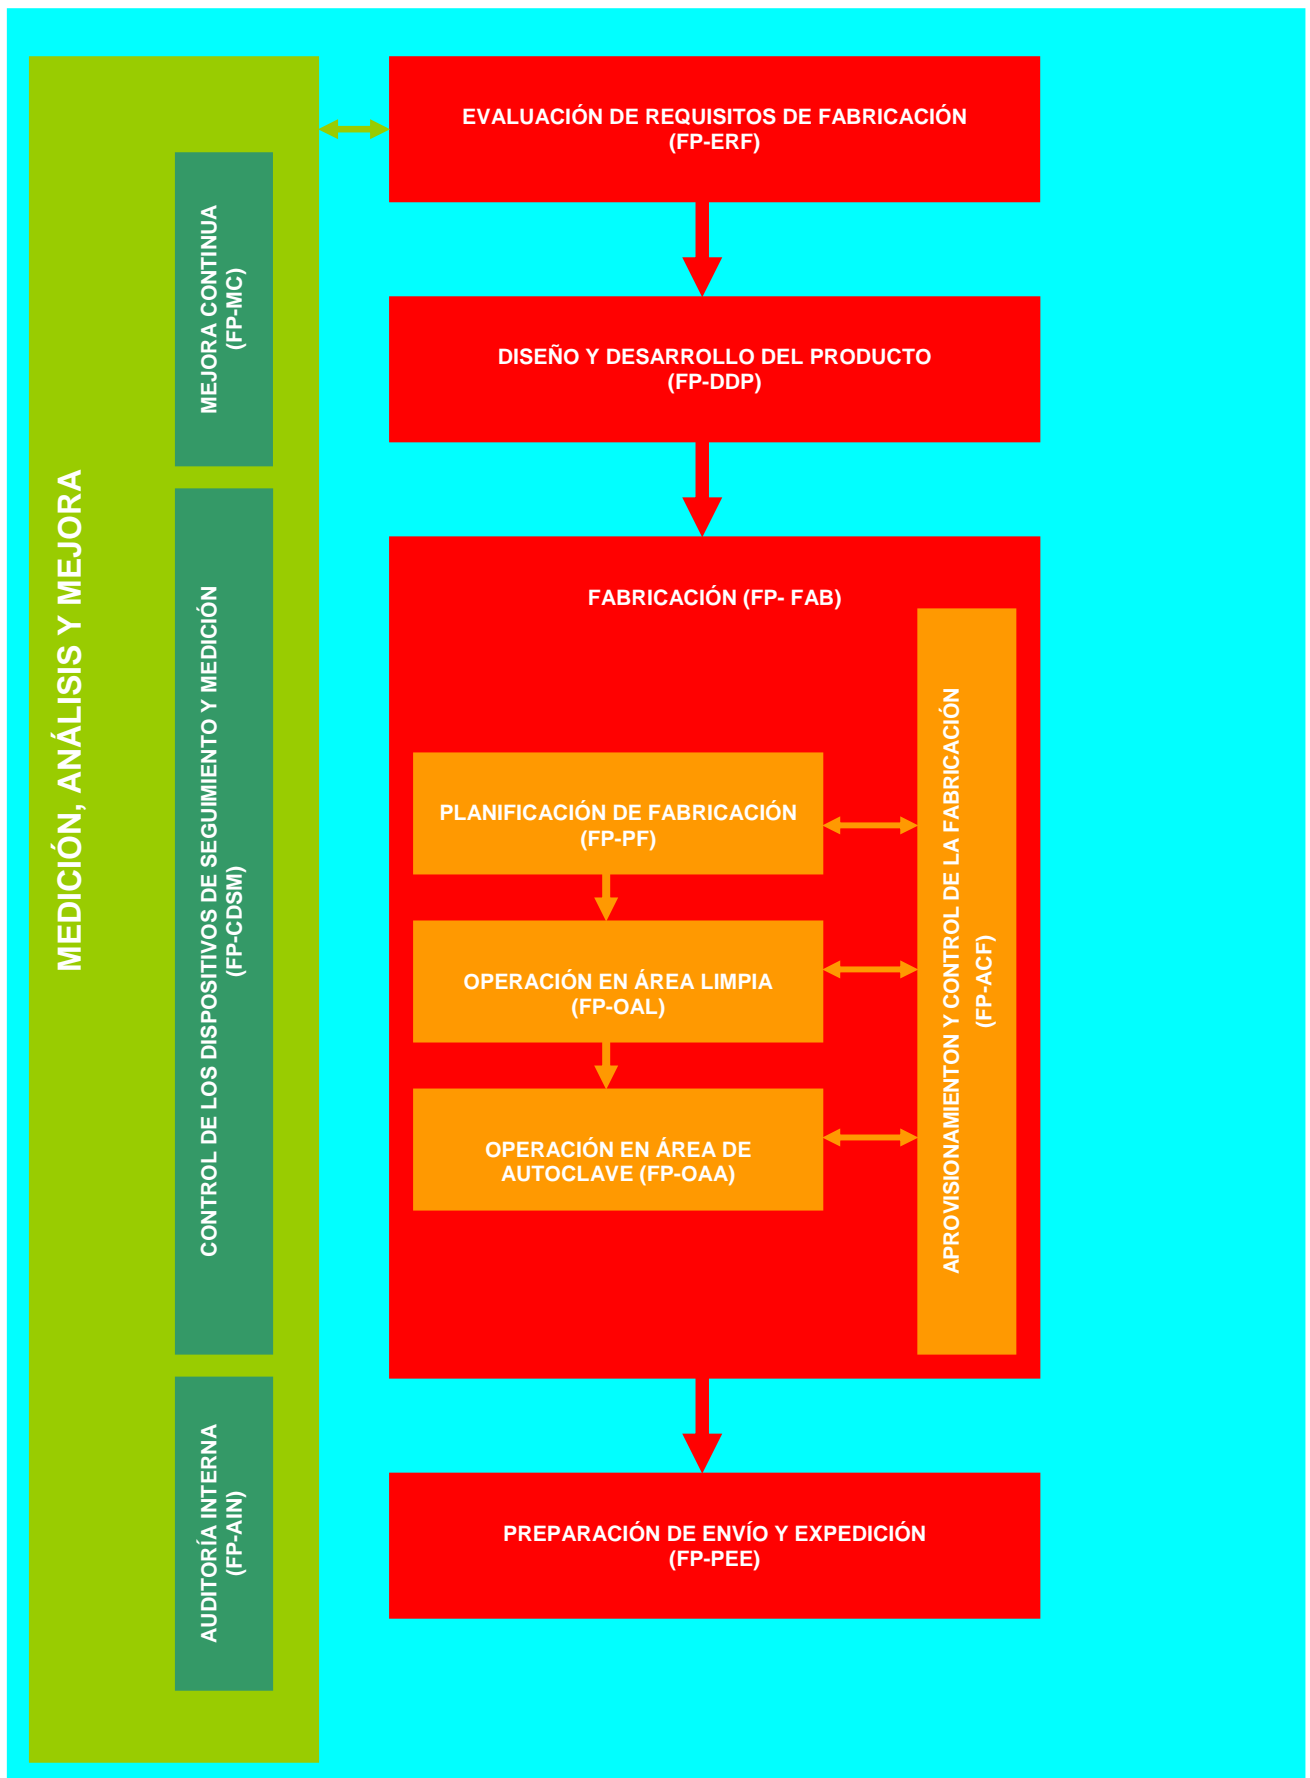 MEDICIÓN, ANÁLISIS Y MEJORA
MEJORA CONTINUA
(FP-MC)
CONTROL DE LOS DISPOSITIVOS DE SEGUIMIENTO Y MEDICIÓN
(FP-CDSM)
AUDITORÍA INTERNA
(FP-AIN)
EVALUACIÓN DE REQUISITOS DE FABRICACIÓN
(FP-ERF)
DISEÑO Y DESARROLLO DEL PRODUCTO
(FP-DDP)
FABRICACIÓN (FP- FAB)
PLANIFICACIÓN DE FABRICACIÓN
(FP-PF)
OPERACIÓN EN ÁREA LIMPIA
(FP-OAL)
OPERACIÓN EN ÁREA DE
AUTOCLAVE (FP-OAA)
APROVISIONAMIENTON Y CONTROL DE LA FABRICACIÓN
(FP-ACF)
PREPARACIÓN DE ENVÍO Y EXPEDICIÓN
(FP-PEE)